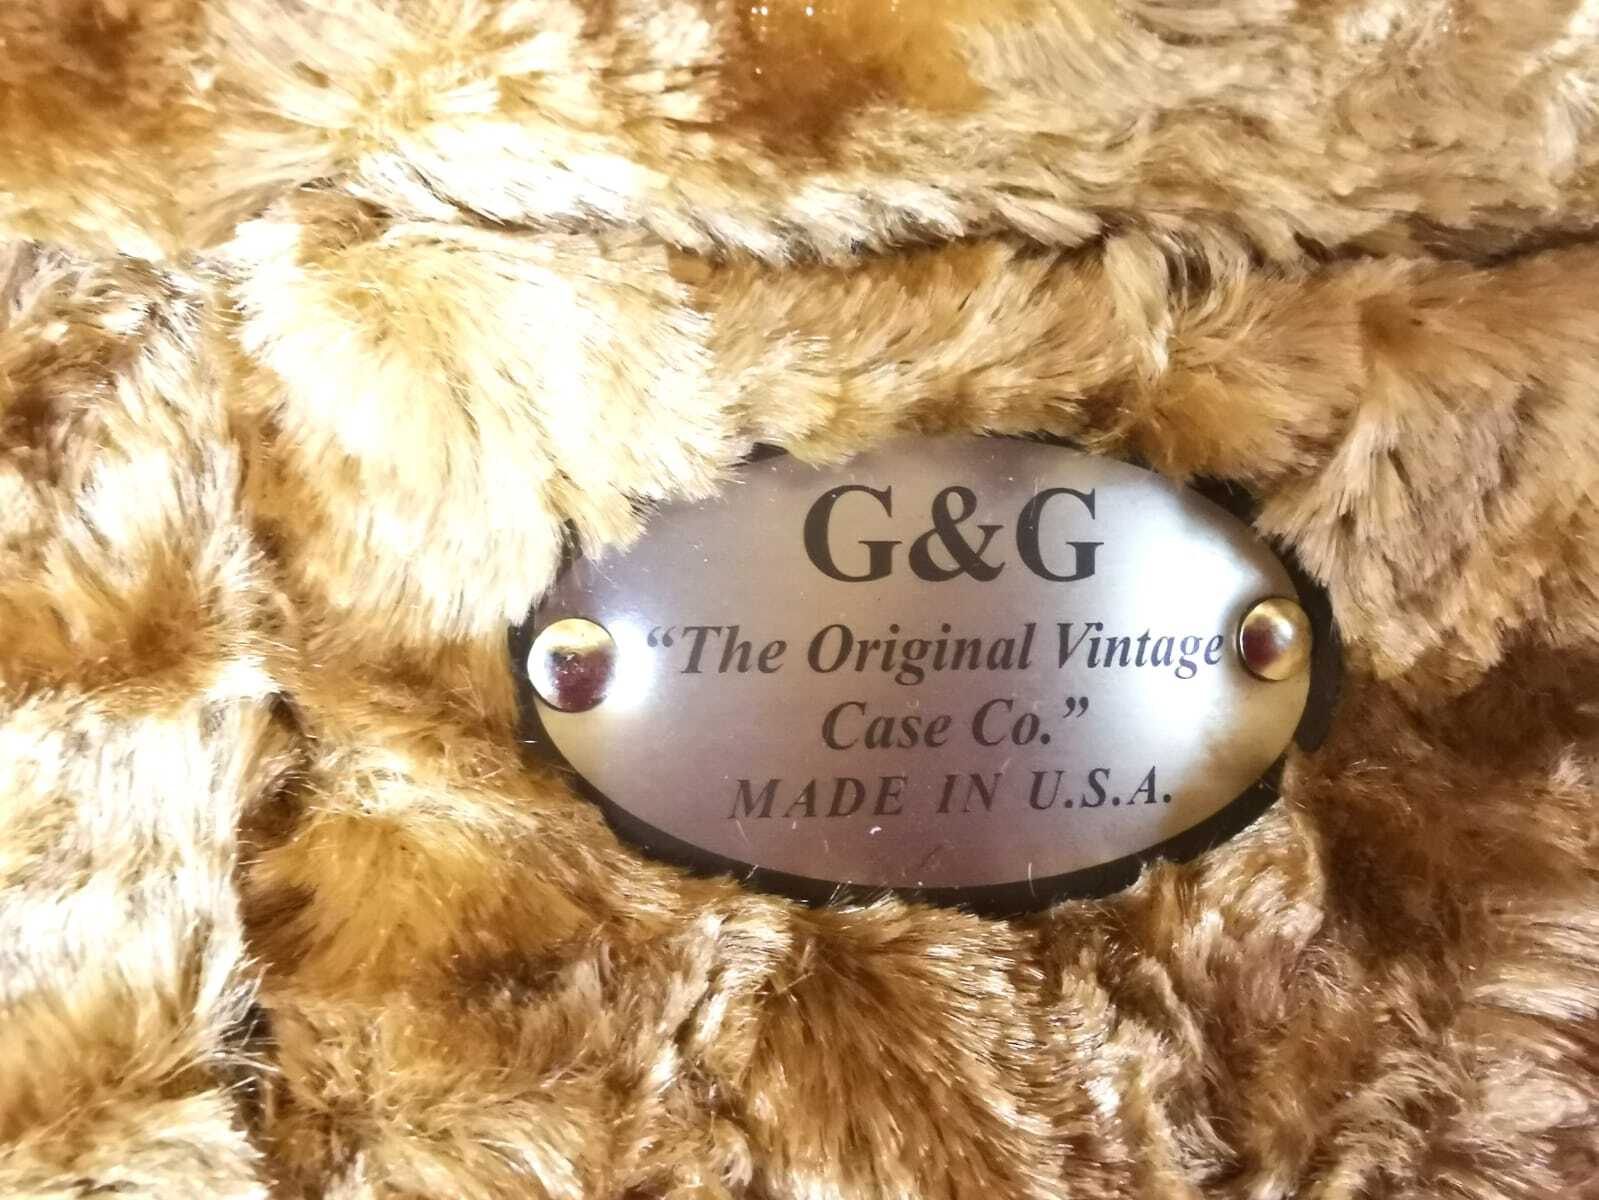 G&G
“The Original Vintage
Case Co.”
MADE IN U.S.A.